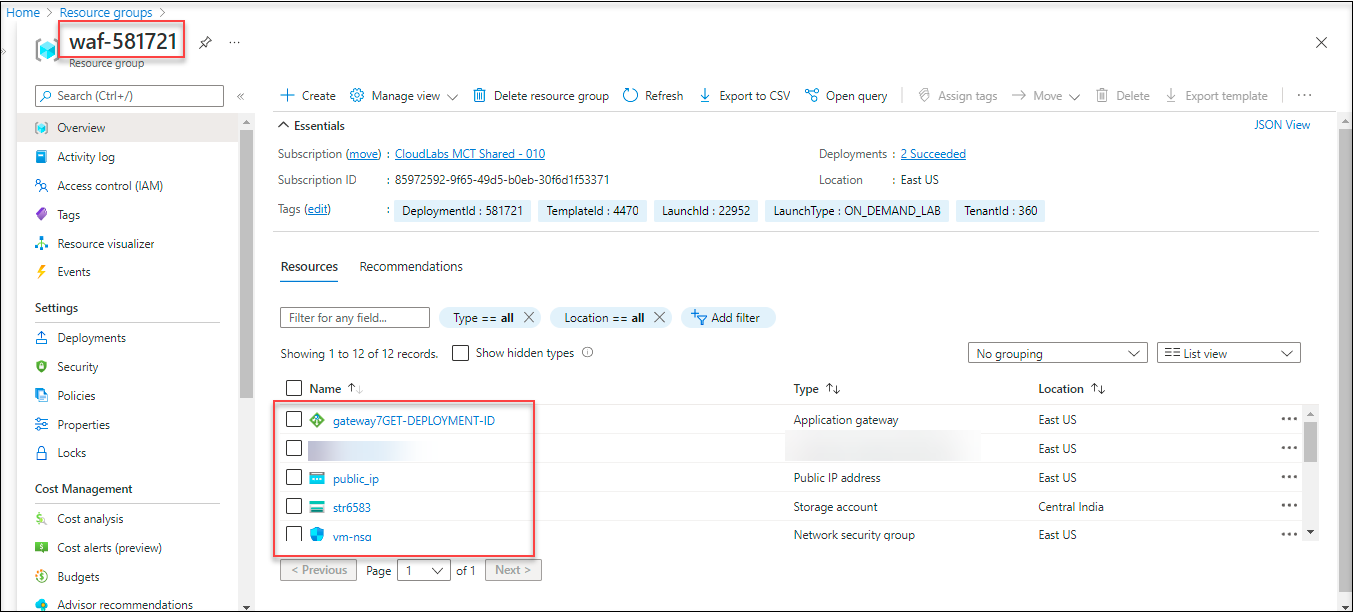 Home > Resource groups >
waf-581721 ...
Resource group
Search (Ctrl+/) «
Create Manage view Delete resource group Refresh Export to CSV Open query Assign tags Move Delete Export template ...
Overview
Activity log
Access control (IAM)
Tags
Resource visualizer
Events
Settings
Deployments
Security
Policies
Properties
Locks
Cost Management
Cost analysis
Cost alerts (preview)
Budgets
Advisor recommendations
Essentials JSON View
Subscription (move) : CloudLabs MCT Shared - 010 Deployments : 2 Succeeded
Subscription ID : 85972592-9f65-49d5-b0eb-30f6d1f53371 Location : East US
Tags (edit) : DeploymentId : 581721 TemplateId : 4470 LaunchId : 22952 LaunchType : ON_DEMAND_LAB TenantId : 360
Resources Recommendations
Filter for any field... Type == all Location == all Add filter
Showing 1 to 12 of 12 records. Show hidden types No grouping List view
Name Type Location
gateway7GET-DEPLOYMENT-ID Application gateway East US ...
East US ...
public_ip Public IP address East US ...
str6583 Storage account Central India ...
vm-nsg Network security group East US ...
< Previous Page 1 of 1 Next >